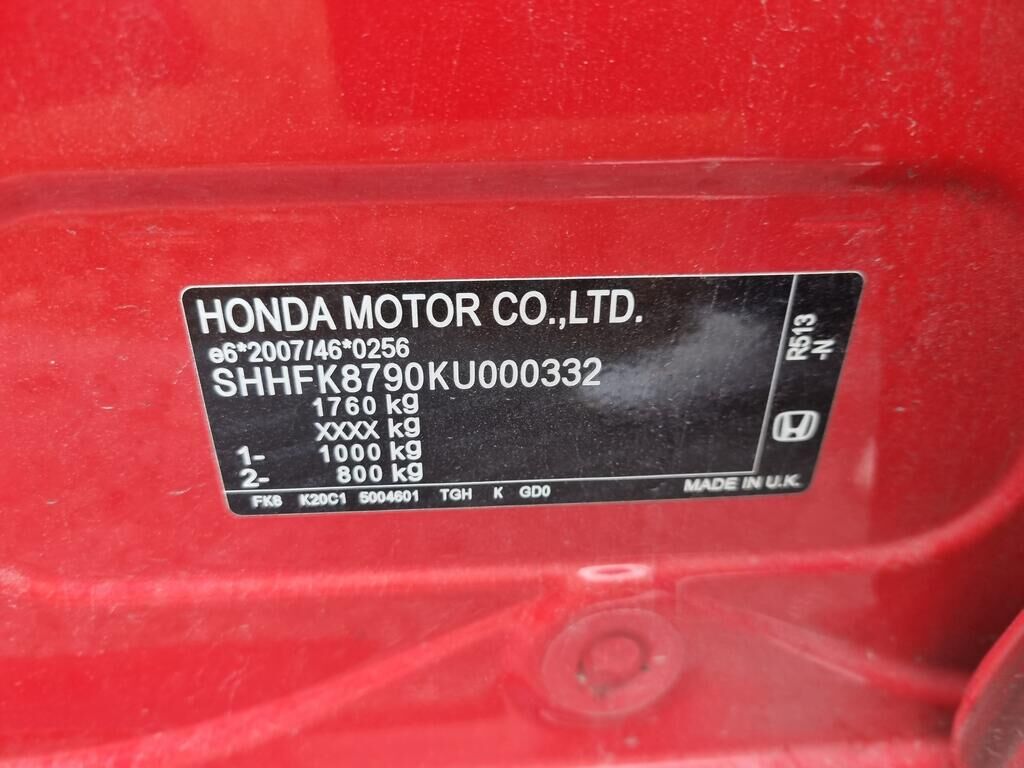 HONDA MOTOR CO.,LTD.
e6*2007/46*0256
SHHFK8790KU000332
1760 kg
XXXX kg
1- 1000 kg
2- 800 kg
FK8 K20C1 5004601 TGH K GD0
MADE IN U.K.
R513
-N